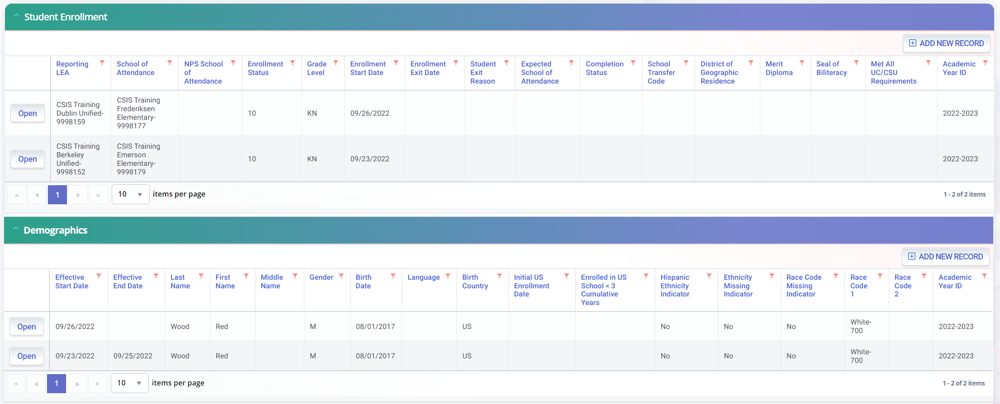 Student Enrollment
ADD NEW RECORD
Reporting LEA School of Attendance NPS School of Attendance Enrollment Status Grade Level Enrollment Start Date Enrollment Exit Date Student Exit Reason Expected School of Attendance Completion Status School Transfer Code District of Geographic Residence Merit Diploma Seal of Biliteracy Met All UC/CSU Requirements Academic Year ID
Open CSIS Training Dublin Unified-9998159 CSIS Training Frederiksen Elementary-9998177 10 KN 09/26/2022 2022-2023
Open CSIS Training Berkeley Unified-9998152 CSIS Training Emerson Elementary-9998179 10 KN 09/23/2022 2022-2023
1 10 items per page 1 - 2 of 2 items
Demographics
ADD NEW RECORD
Effective Start Date Effective End Date Last Name First Name Middle Name Gender Birth Date Language Birth Country Initial US Enrollment Date Enrolled in US School < 3 Cumulative Years Hispanic Ethnicity Indicator Ethnicity Missing Indicator Race Code Missing Indicator Race Code 1 Race Code 2 Academic Year ID
Open 09/26/2022 Wood Red M 08/01/2017 US No No No White-700 2022-2023
Open 09/23/2022 09/25/2022 Wood Red M 08/01/2017 US No No No White-700 2022-2023
1 10 items per page 1 - 2 of 2 items